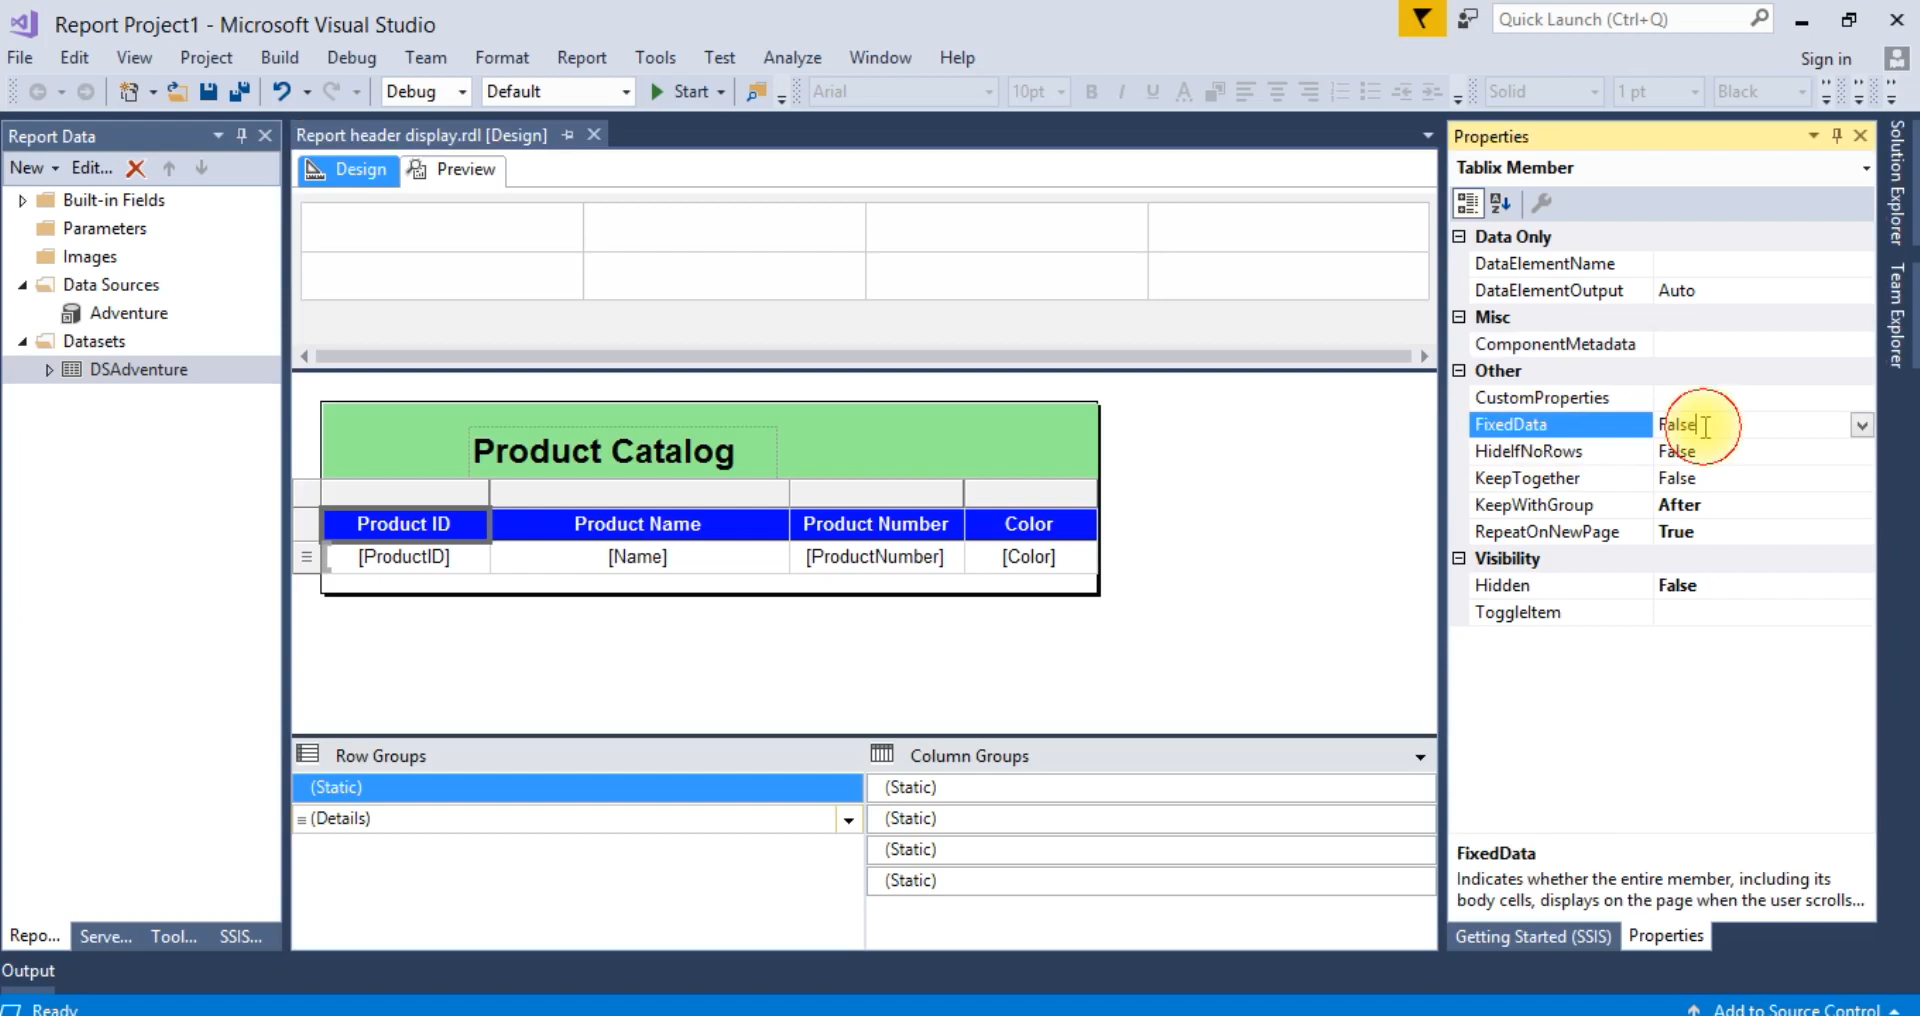 Report Project1 - Microsoft Visual Studio
Quick Launch (Ctrl+Q)
File Edit View Project Build Debug Team Format Report Tools Test Analyze Window Help
Sign in
Debug Default Start Arial 10pt B I U A Solid 1 pt Black
Report Data
New Edit...
Built-in Fields
Parameters
Images
Data Sources
Adventure
Datasets
DSAdventure
Repo... Serve... Tool... SSIS...
Report header display.rdl [Design]
Design Preview
Product Catalog
Product ID Product Name Product Number Color
[ProductID] [Name] [ProductNumber] [Color]
Row Groups
(Static)
(Details)
Column Groups
(Static)
(Static)
(Static)
(Static)
Properties
Tablix Member
Data Only
DataElementName
DataElementOutput Auto
Misc
ComponentMetadata
Other
CustomProperties
FixedData False
HideIfNoRows False
KeepTogether False
KeepWithGroup After
RepeatOnNewPage True
Visibility
Hidden False
ToggleItem
FixedData
Indicates whether the entire member, including its
body cells, displays on the page when the user scrolls...
Getting Started (SSIS) Properties
Solution Explorer
Team Explorer
Output
Ready
Add to Source Control